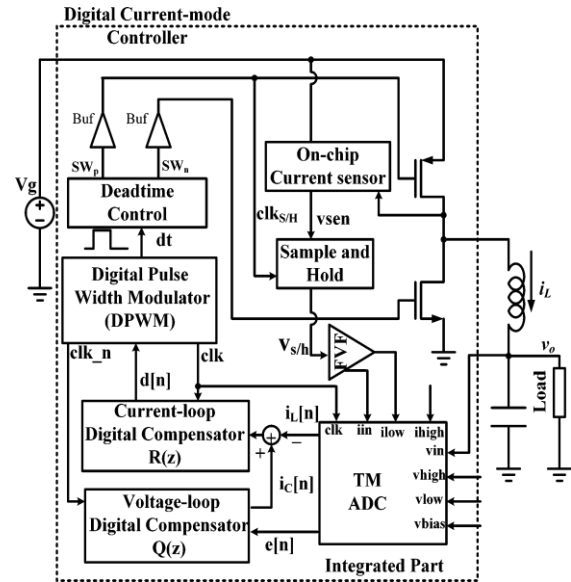 Digital Current-mode
Controller
Buf
Buf
SWp
SWn
On-chip
Current sensor
Vg
Deadtime
Control
clkS/H
vsen
dt
Sample and
Hold
Digital Pulse
Width Modulator
(DPWM)
iL
vs/h
FVF
vo
clk_n
clk
d[n]
Load
Current-loop
Digital Compensator
R(z)
iL[n]
+
+
−
clk
iin
ilow
ihigh
vin
TM
ADC
vhigh
vlow
vbias
iC[n]
Voltage-loop
Digital Compensator
Q(z)
e[n]
Integrated Part